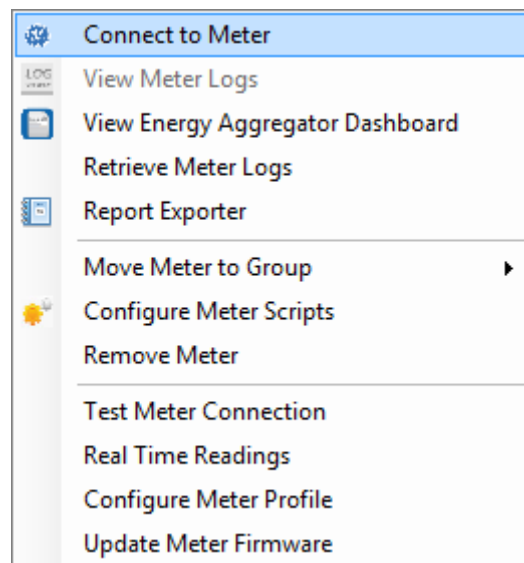 Connect to Meter
LOG
View Meter Logs
View Energy Aggregator Dashboard
Retrieve Meter Logs
Report Exporter
Move Meter to Group
Configure Meter Scripts
Remove Meter
Test Meter Connection
Real Time Readings
Configure Meter Profile
Update Meter Firmware